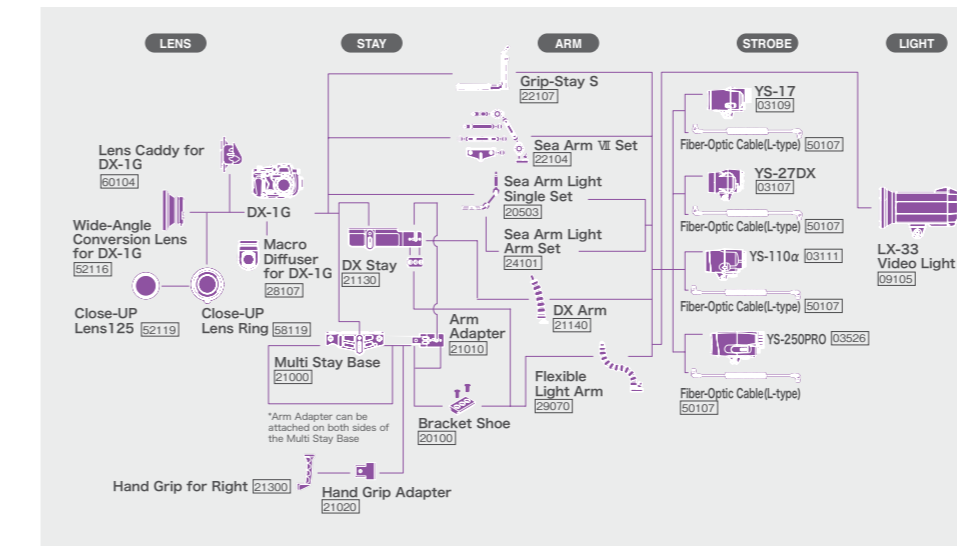 LENS
STAY
ARM
STROBE
LIGHT
Lens Caddy for
DX-1G
60104
Wide-Angle
Conversion Lens
for DX-1G
52116
DX-1G
Macro
Diffuser
for DX-1G
28107
Close-UP
Lens125 52119
Close-UP
Lens Ring 58119
DX Stay
21130
Multi Stay Base
21000
Arm
Adapter
21010
*Arm Adapter can be
attached on both sides of
the Multi Stay Base
Bracket Shoe
20100
Hand Grip for Right 21300
Hand Grip Adapter
21020
Grip-Stay S
22107
Sea Arm Ⅶ Set
22104
Sea Arm Light
Single Set
20503
Sea Arm Light
Arm Set
24101
DX Arm
21140
Flexible
Light Arm
29070
YS-17
03109
Fiber-Optic Cable(L-type) 50107
YS-27DX
03107
Fiber-Optic Cable(L-type) 50107
YS-110α 03111
Fiber-Optic Cable(L-type) 50107
YS-250PRO 03526
Fiber-Optic Cable(L-type)
50107
LX-33
Video Light
09105